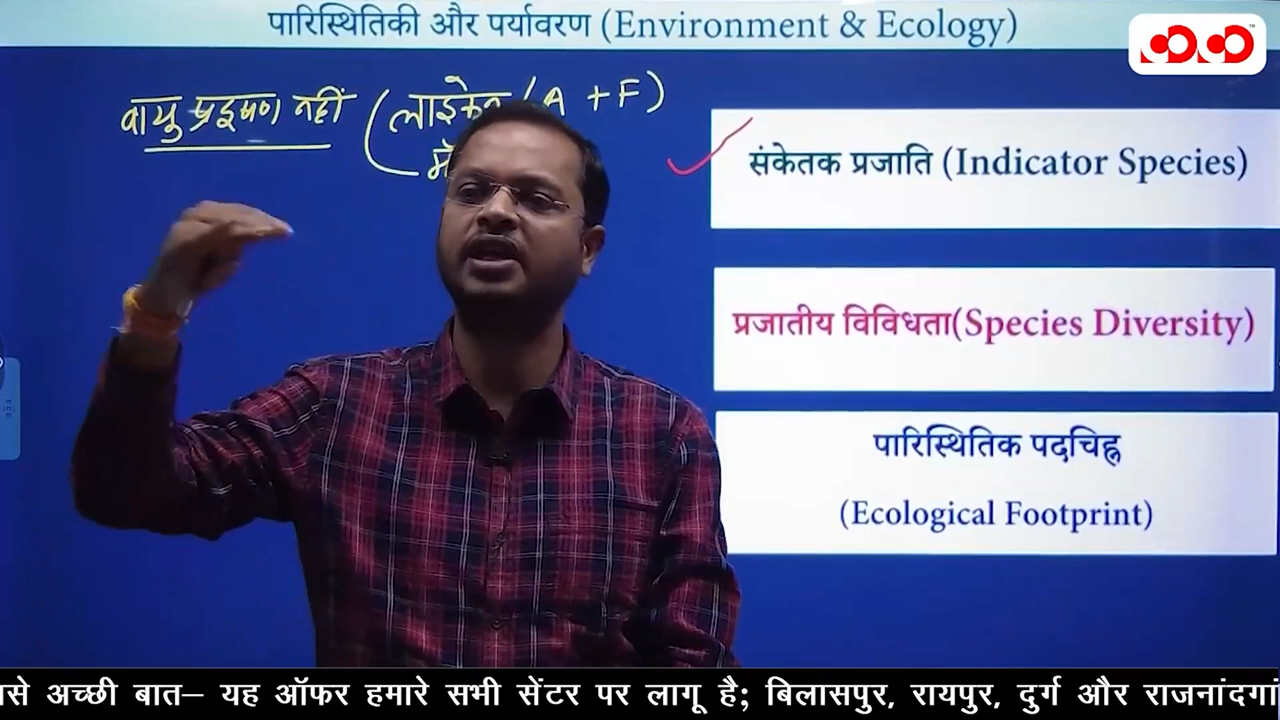 पारिस्थितिकी और पर्यावरण (Environment & Ecology)
वायु प्रदूषण नहीं (लाइकेन (A + F)
संकेतक प्रजाति (Indicator Species)
प्रजातीय विविधता(Species Diversity)
पारिस्थितिक पदचिह्न
(Ecological Footprint)
से अच्छी बात– यह ऑफर हमारे सभी सेंटर पर लागू है; बिलासपुर, रायपुर, दुर्ग और राजनांदगां